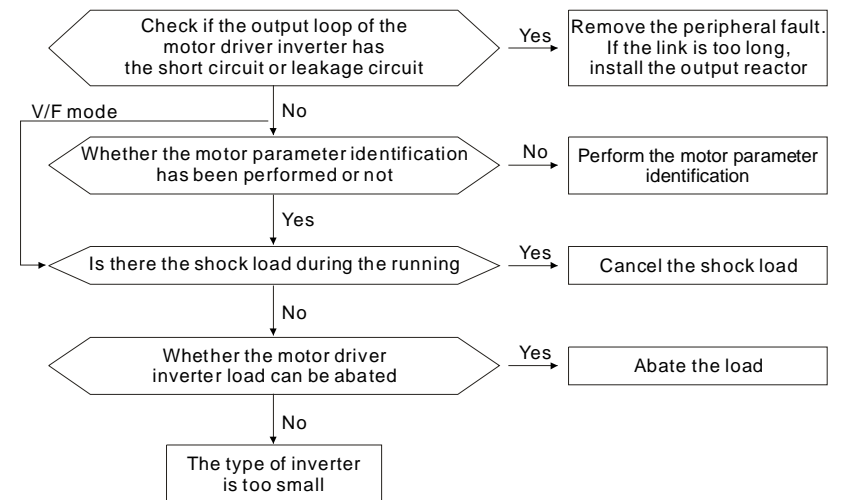 Check if the output loop of the
motor driver inverter has
the short circuit or leakage circuit
Yes
Remove the peripheral fault.
If the link is too long,
install the output reactor
No
V/F mode
Whether the motor parameter identification
has been performed or not
No
Perform the motor parameter
identification
Yes
Is there the shock load during the running
Yes
Cancel the shock load
No
Whether the motor driver
inverter load can be abated
Yes
Abate the load
No
The type of inverter
is too small